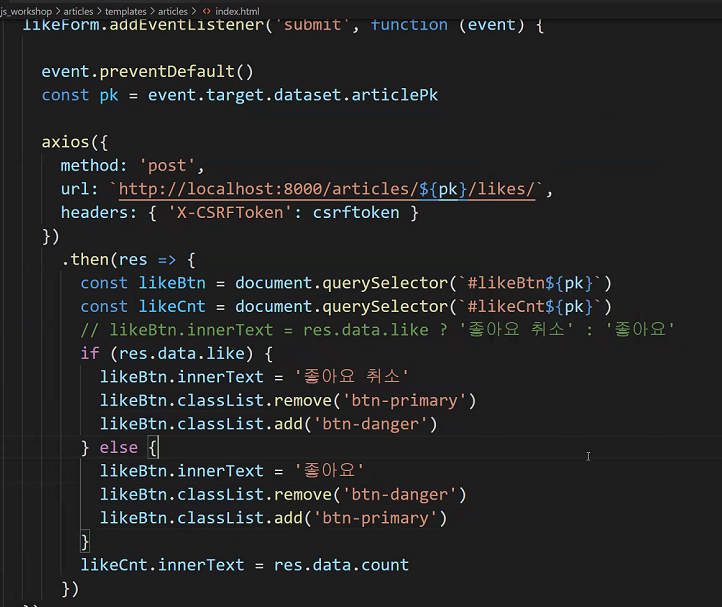 js_workshop > articles > templates > articles > <> index.html
likeForm.addEventListener('submit', function (event) {
event.preventDefault()
const pk = event.target.dataset.articlePk
axios({
method: 'post',
url: `http://localhost:8000/articles/${pk}/likes/`,
headers: { 'X-CSRFToken': csrftoken }
})
.then(res => {
const likeBtn = document.querySelector(`#likeBtn${pk}`)
const likeCnt = document.querySelector(`#likeCnt${pk}`)
// likeBtn.innerText = res.data.like ? '좋아요 취소' : '좋아요'
if (res.data.like) {
likeBtn.innerText = '좋아요 취소'
likeBtn.classList.remove('btn-primary')
likeBtn.classList.add('btn-danger')
} else {
likeBtn.innerText = '좋아요'
likeBtn.classList.remove('btn-danger')
likeBtn.classList.add('btn-primary')
}
likeCnt.innerText = res.data.count
})